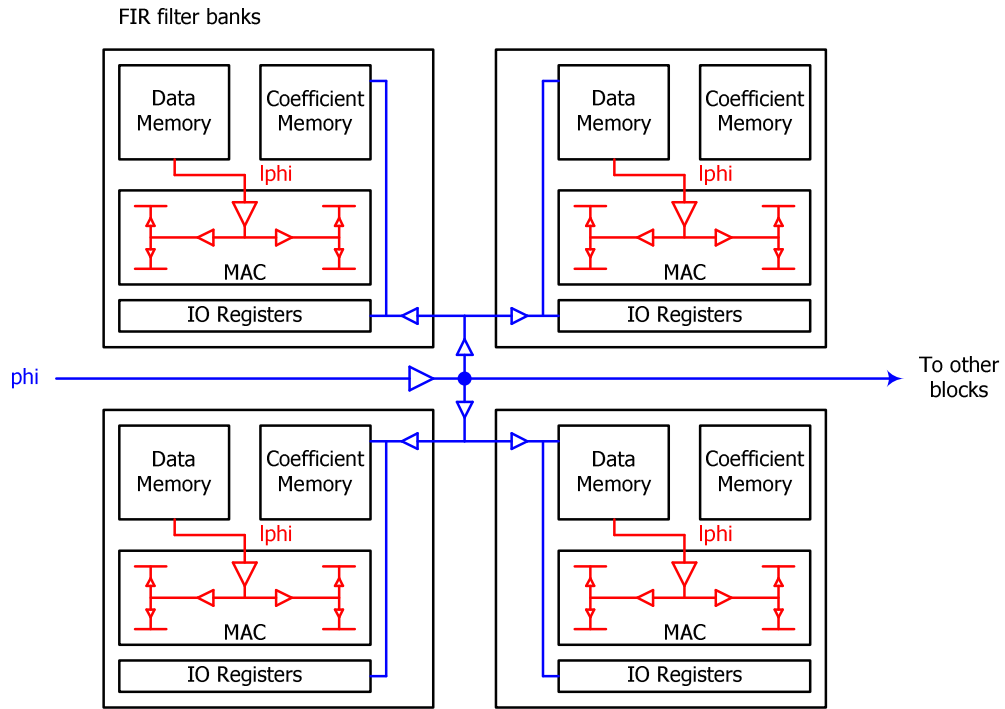 FIR filter banks
Data
Memory
Coefficient
Memory
lphi
MAC
IO Registers
Data
Memory
Coefficient
Memory
lphi
MAC
IO Registers
phi
To other
blocks
Data
Memory
Coefficient
Memory
lphi
MAC
IO Registers
Data
Memory
Coefficient
Memory
lphi
MAC
IO Registers